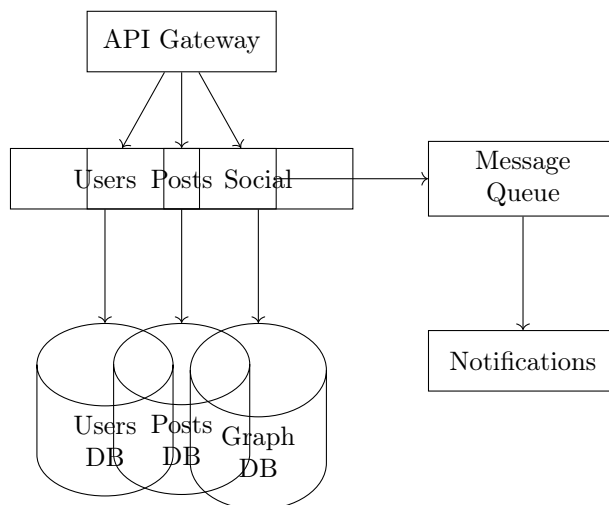 API Gateway
Users Posts Social
Message
Queue
Notifications
Users
DB
Posts
DB
Graph
DB